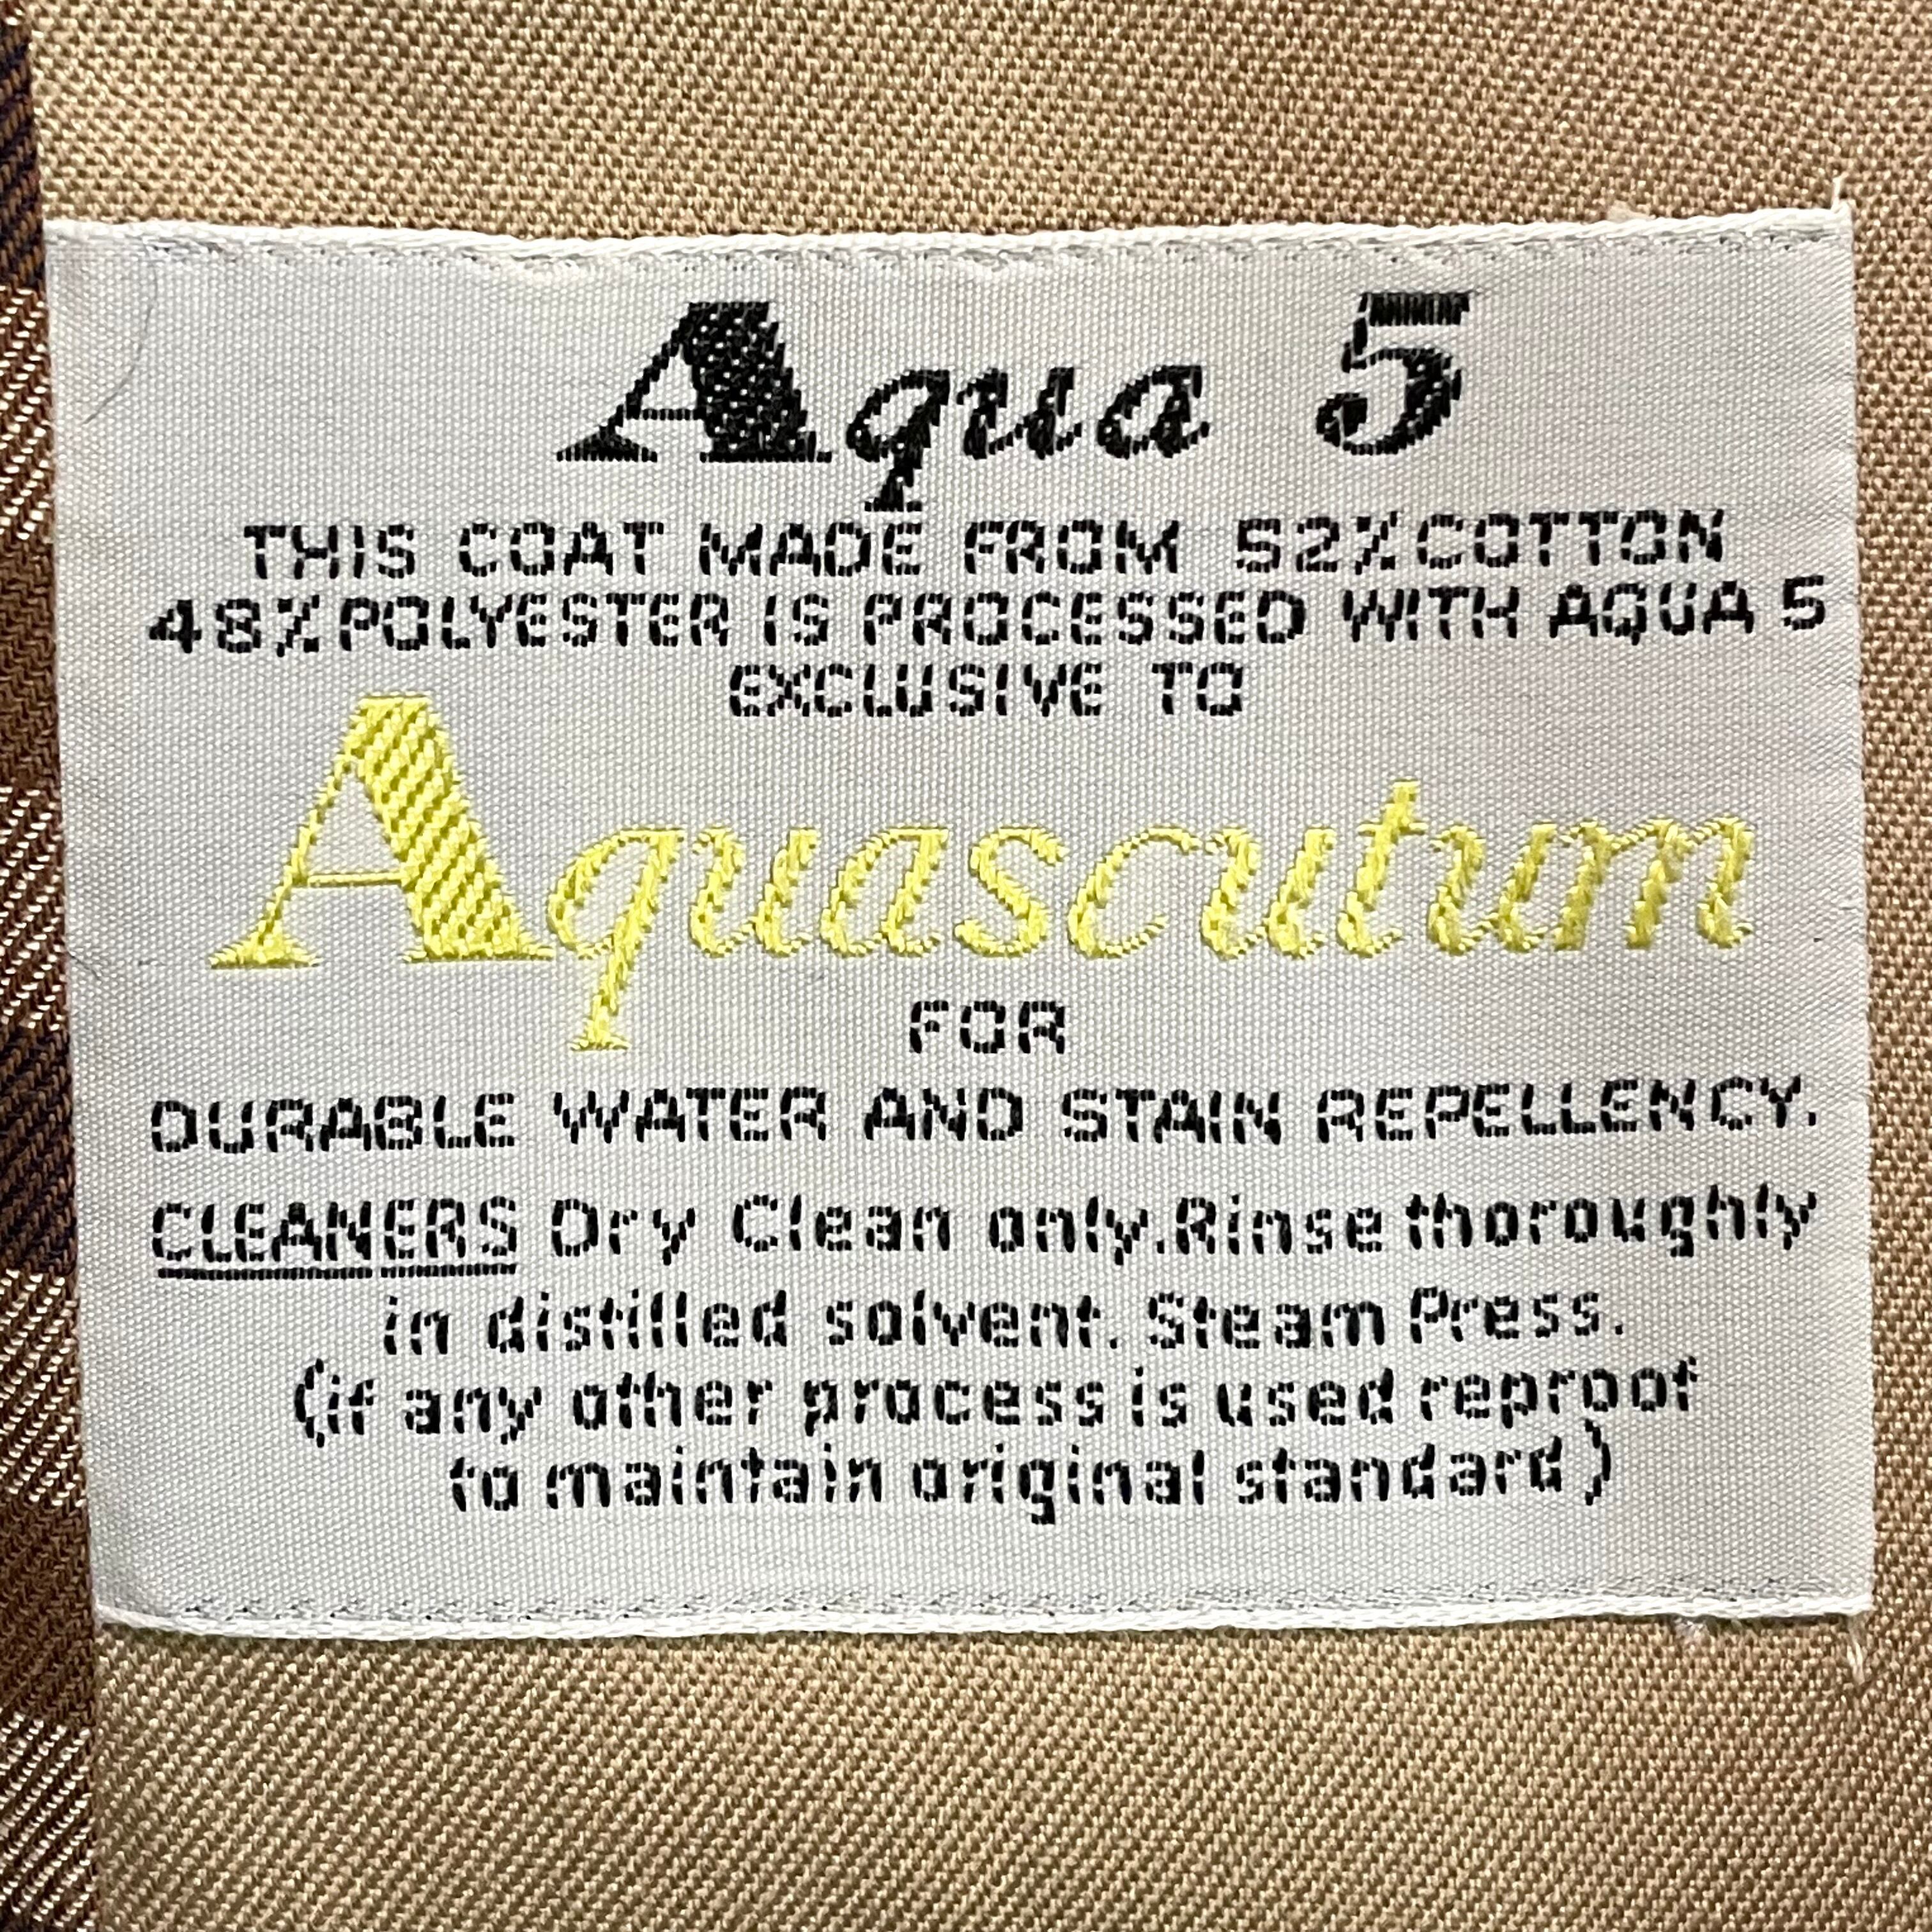 Aqua 5
THIS COAT MADE FROM 52% COTTON
48% POLYESTER IS PROCESSED WITH AQUA 5
EXCLUSIVE TO
Aquascutum
FOR
DURABLE WATER AND STAIN REPELLENCY.
CLEANERS Dry Clean only. Rinse thoroughly
in distilled solvent. Steam Press.
(if any other process is used reproof
to maintain original standard)